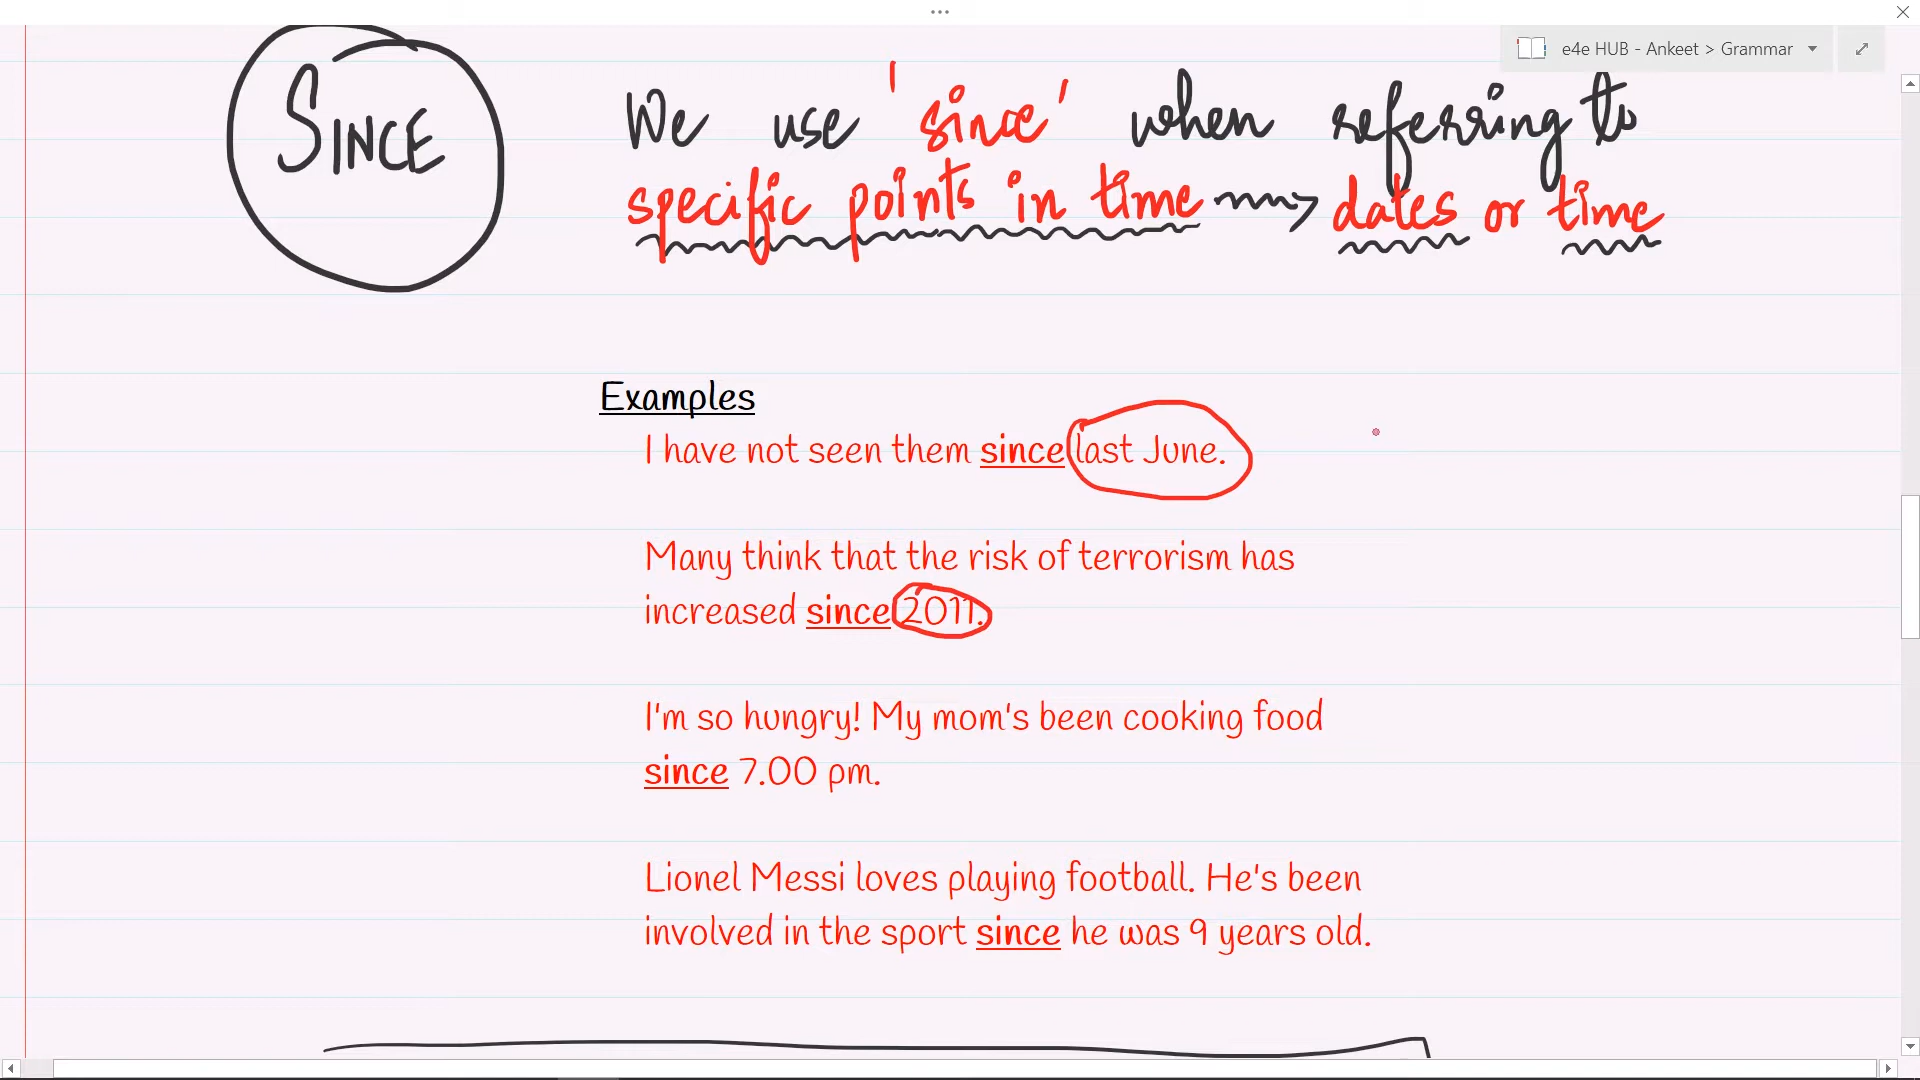 e4e HUB - Ankeet > Grammar
SINCE
We use 'since' when referring to
specific points in time → dates or time
Examples
I have not seen them since last June.
Many think that the risk of terrorism has
increased since 2011.
I'm so hungry! My mom's been cooking food
since 7.00 pm.
Lionel Messi loves playing football. He's been
involved in the sport since he was 9 years old.